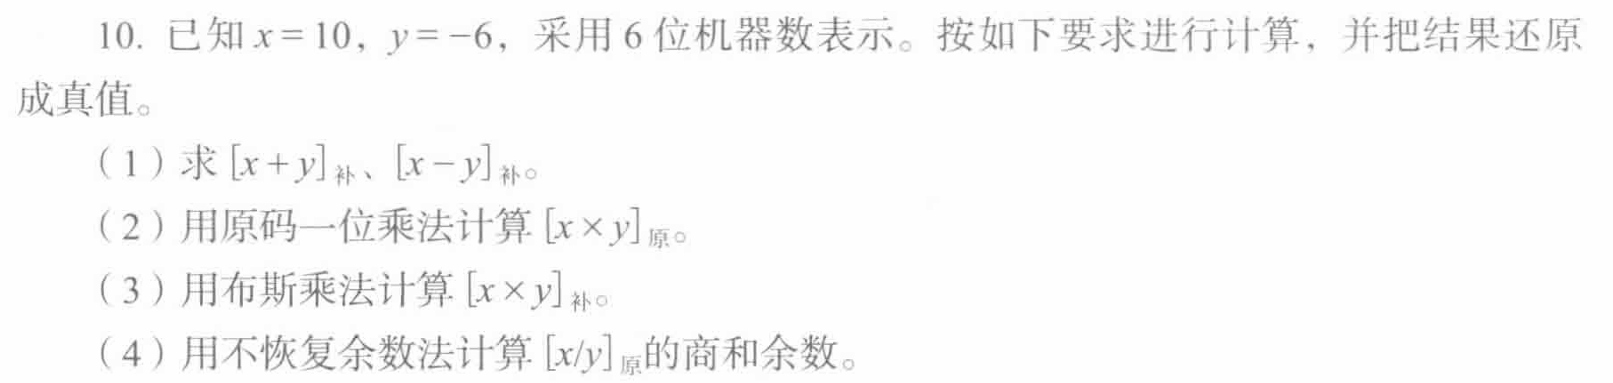 10. 已知 x = 10，y = −6，采用 6 位机器数表示。按如下要求进行计算，并把结果还原
成真值。
（1）求 [x + y]补、[x − y]补。
（2）用原码一位乘法计算 [x × y]原。
（3）用布斯乘法计算 [x × y]补。
（4）用不恢复余数法计算 [x/y]原的商和余数。